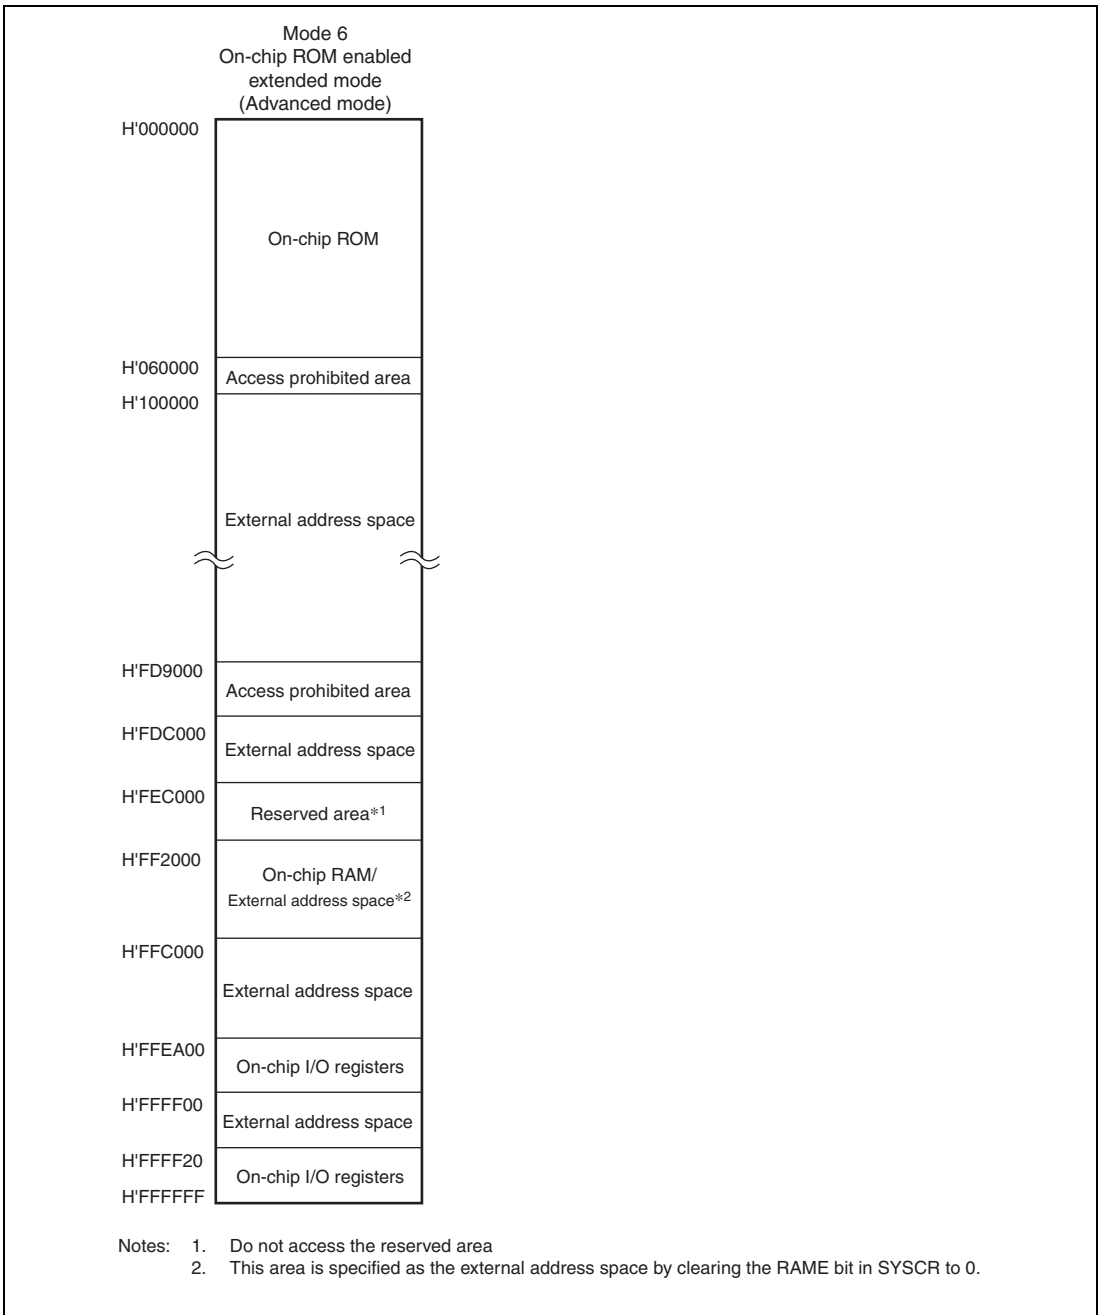 Mode 6
On-chip ROM enabled
extended mode
(Advanced mode)
H'000000
On-chip ROM
H'060000
Access prohibited area
H'100000
External address space
H'FD9000
Access prohibited area
H'FDC000
External address space
H'FEC000
Reserved area*1
H'FF2000
On-chip RAM/
External address space*2
H'FFC000
External address space
H'FFEA00
On-chip I/O registers
H'FFFF00
External address space
H'FFFF20
On-chip I/O registers
H'FFFFFF
Notes: 1. Do not access the reserved area
2. This area is specified as the external address space by clearing the RAME bit in SYSCR to 0.